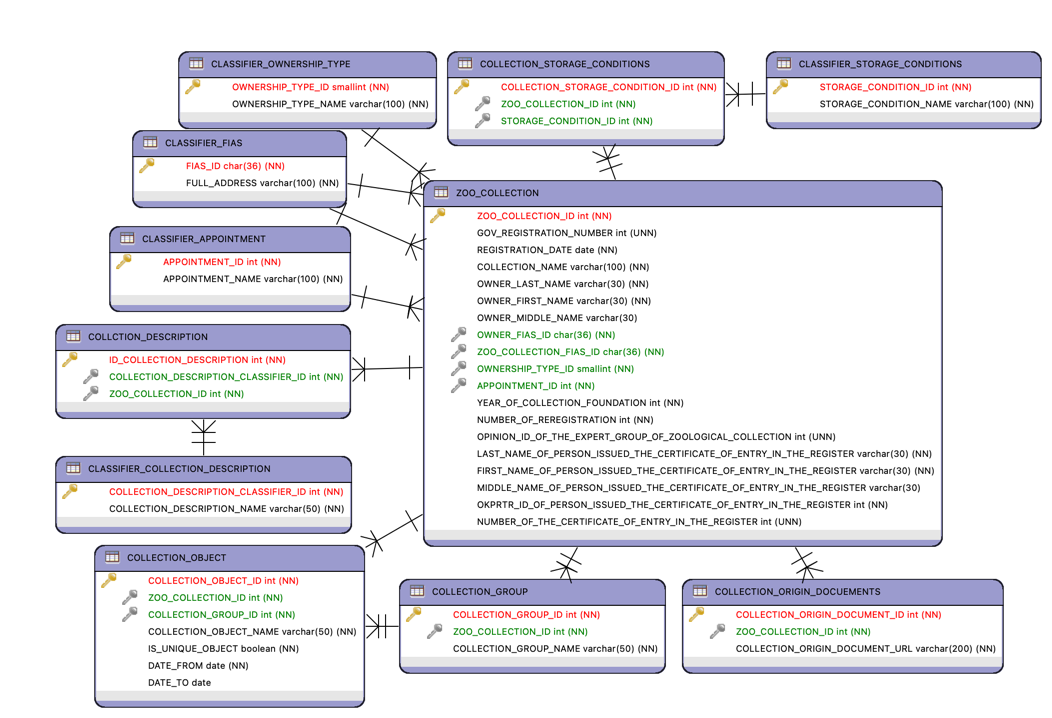 CLASSIFIER_OWNERSHIP_TYPE
OWNERSHIP_TYPE_ID smallint (NN)
OWNERSHIP_TYPE_NAME varchar(100) (NN)
COLLECTION_STORAGE_CONDITIONS
COLLECTION_STORAGE_CONDITION_ID int (NN)
ZOO_COLLECTION_ID int (NN)
STORAGE_CONDITION_ID int (NN)
CLASSIFIER_STORAGE_CONDITIONS
STORAGE_CONDITION_ID int (NN)
STORAGE_CONDITION_NAME varchar(100) (NN)
CLASSIFIER_FIAS
FIAS_ID char(36) (NN)
FULL_ADDRESS varchar(100) (NN)
CLASSIFIER_APPOINTMENT
APPOINTMENT_ID int (NN)
APPOINTMENT_NAME varchar(100) (NN)
ZOO_COLLECTION
ZOO_COLLECTION_ID int (NN)
GOV_REGISTRATION_NUMBER int (UNN)
REGISTRATION_DATE date (NN)
COLLECTION_NAME varchar(100) (NN)
OWNER_LAST_NAME varchar(30) (NN)
OWNER_FIRST_NAME varchar(30) (NN)
OWNER_MIDDLE_NAME varchar(30)
OWNER_FIAS_ID char(36) (NN)
ZOO_COLLECTION_FIAS_ID char(36) (NN)
OWNERSHIP_TYPE_ID smallint (NN)
APPOINTMENT_ID int (NN)
YEAR_OF_COLLECTION_FOUNDATION int (NN)
NUMBER_OF_REREGISTRATION int (NN)
OPINION_ID_OF_THE_EXPERT_GROUP_OF_ZOOLOGICAL_COLLECTION int (UNN)
LAST_NAME_OF_PERSON_ISSUED_THE_CERTIFICATE_OF_ENTRY_IN_THE_REGISTER varchar(30) (NN)
FIRST_NAME_OF_PERSON_ISSUED_THE_CERTIFICATE_OF_ENTRY_IN_THE_REGISTER varchar(30) (NN)
MIDDLE_NAME_OF_PERSON_ISSUED_THE_CERTIFICATE_OF_ENTRY_IN_THE_REGISTER varchar(30)
OKPRTR_ID_OF_PERSON_ISSUED_THE_CERTIFICATE_OF_ENTRY_IN_THE_REGISTER int (NN)
NUMBER_OF_THE_CERTIFICATE_OF_ENTRY_IN_THE_REGISTER int (UNN)
COLLCTION_DESCRIPTION
ID_COLLECTION_DESCRIPTION int (NN)
COLLECTION_DESCRIPTION_CLASSIFIER_ID int (NN)
ZOO_COLLECTION_ID int (NN)
CLASSIFIER_COLLECTION_DESCRIPTION
COLLECTION_DESCRIPTION_CLASSIFIER_ID int (NN)
COLLECTION_DESCRIPTION_NAME varchar(50) (NN)
COLLECTION_OBJECT
COLLECTION_OBJECT_ID int (NN)
ZOO_COLLECTION_ID int (NN)
COLLECTION_GROUP_ID int (NN)
COLLECTION_OBJECT_NAME varchar(50) (NN)
IS_UNIQUE_OBJECT boolean (NN)
DATE_FROM date (NN)
DATE_TO date
COLLECTION_GROUP
COLLECTION_GROUP_ID int (NN)
ZOO_COLLECTION_ID int (NN)
COLLECTION_GROUP_NAME varchar(50) (NN)
COLLECTION_ORIGIN_DOCUEMENTS
COLLECTION_ORIGIN_DOCUMENT_ID int (NN)
ZOO_COLLECTION_ID int (NN)
COLLECTION_ORIGIN_DOCUMENT_URL varchar(200) (NN)